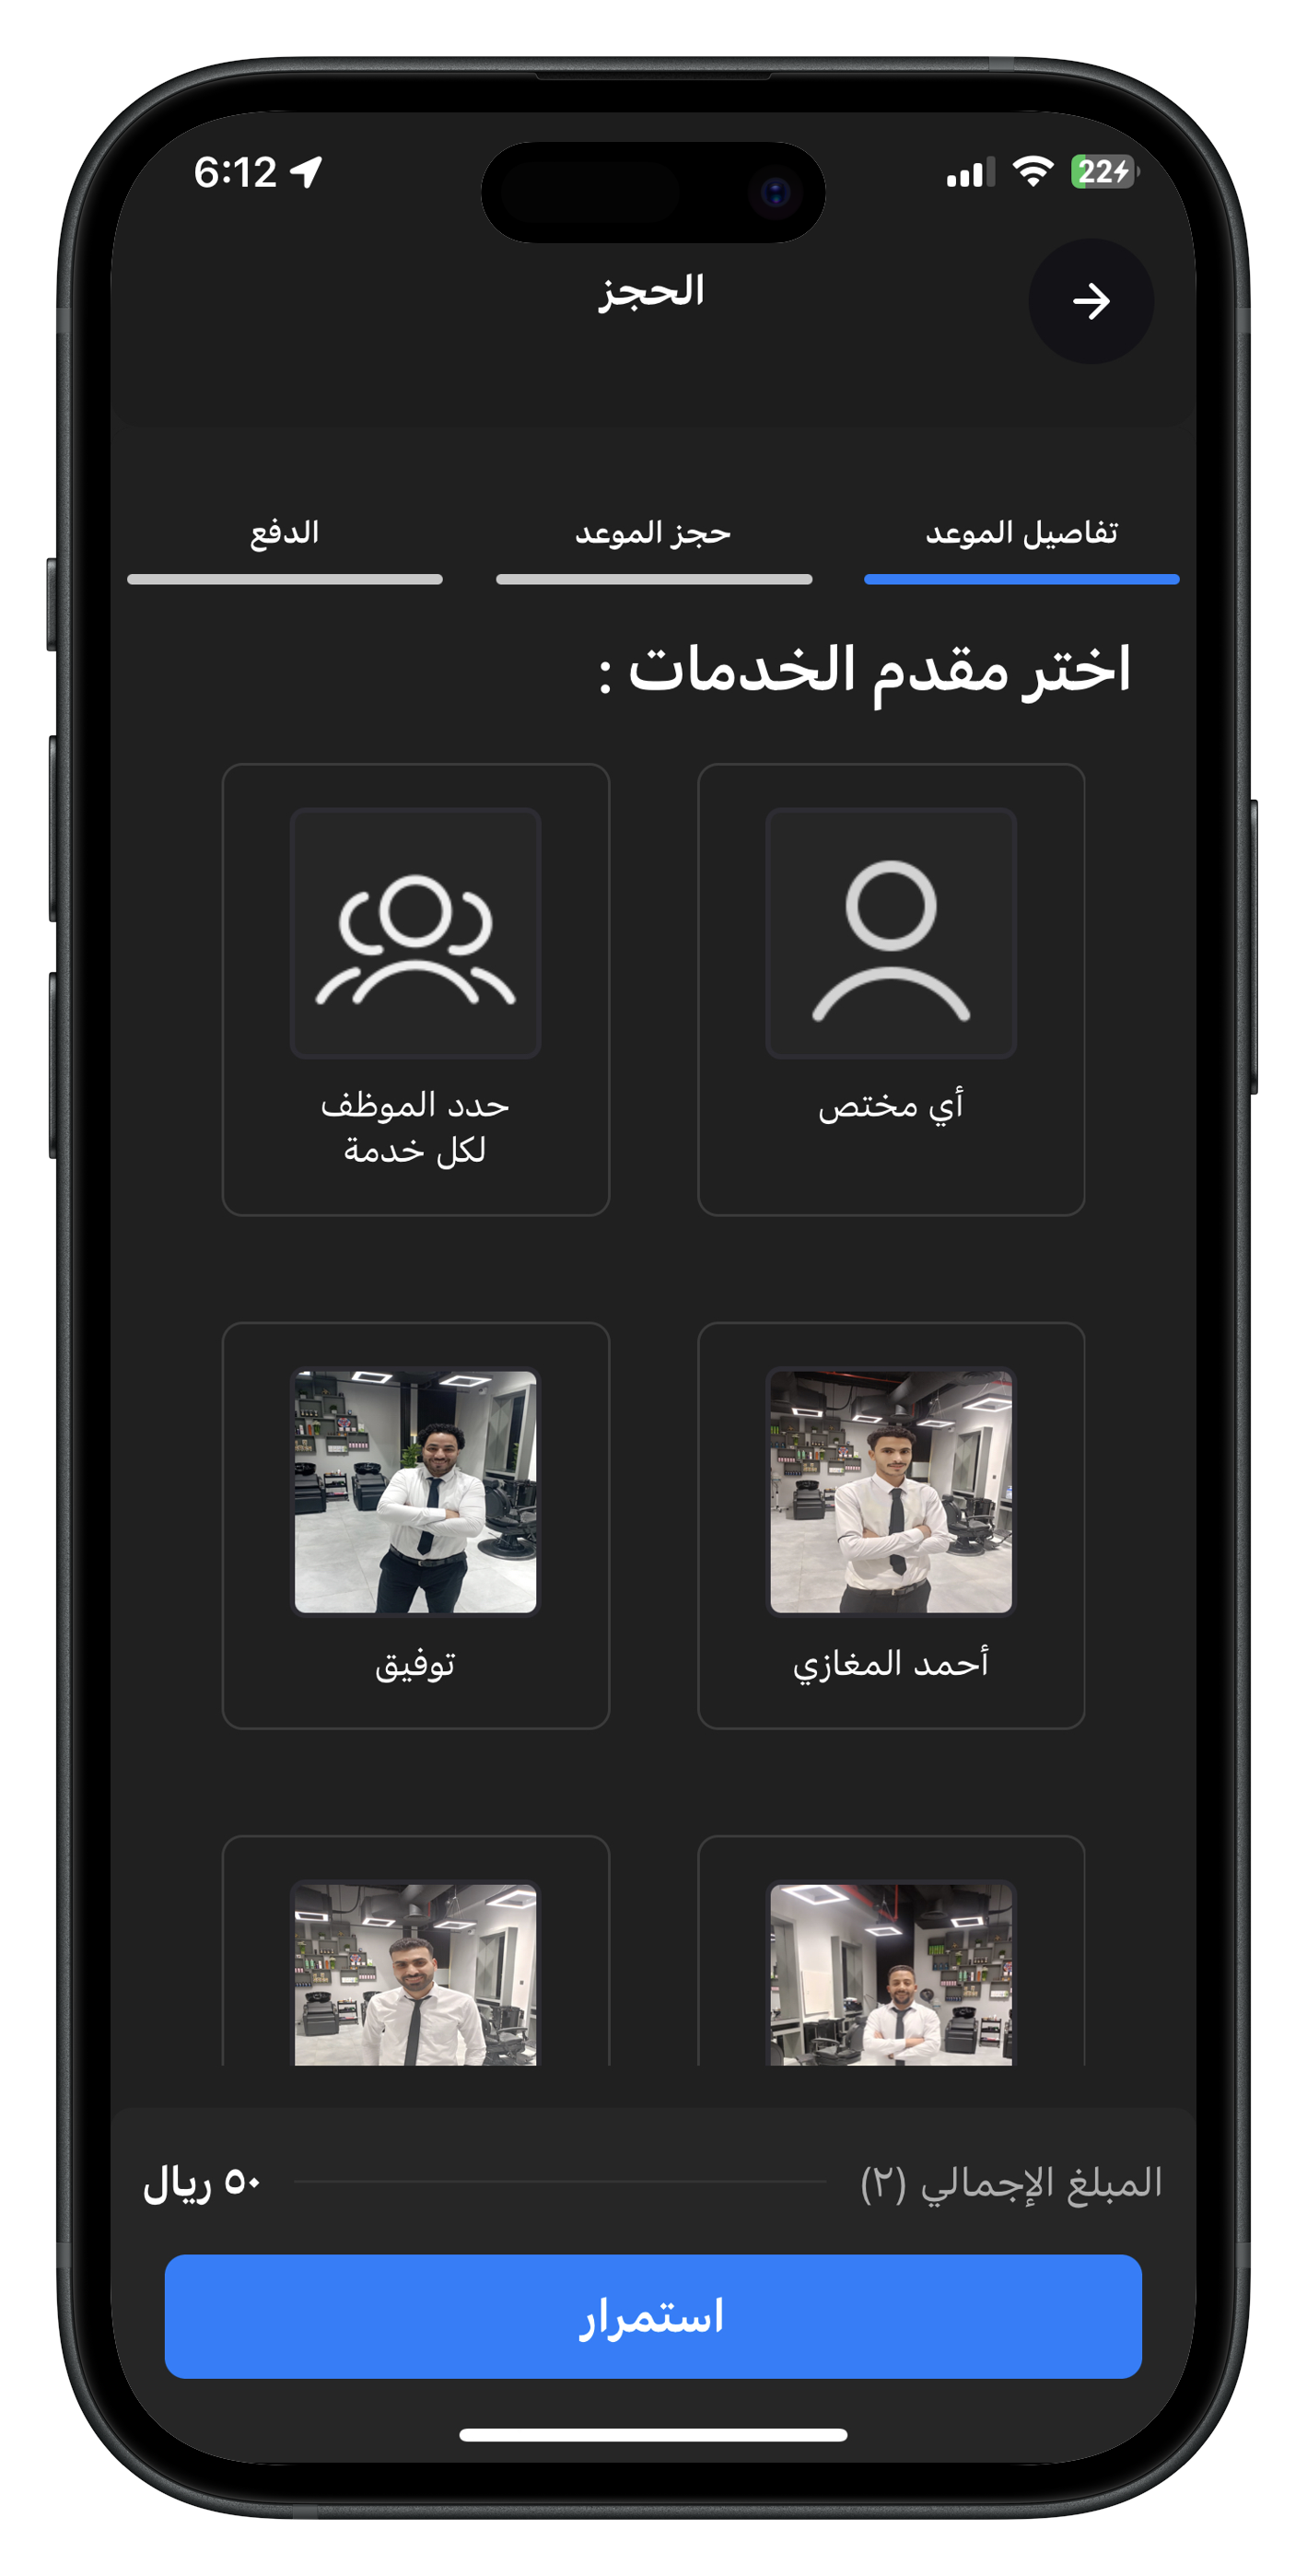 6:12
22
الحجز
تفاصيل الموعد
حجز الموعد
الدفع
اختر مقدم الخدمات :
أي مختص
حدد الموظف
لكل خدمة
أحمد المغازي
توفيق
المبلغ الإجمالي (٢)
٥٠ ريال
استمرار